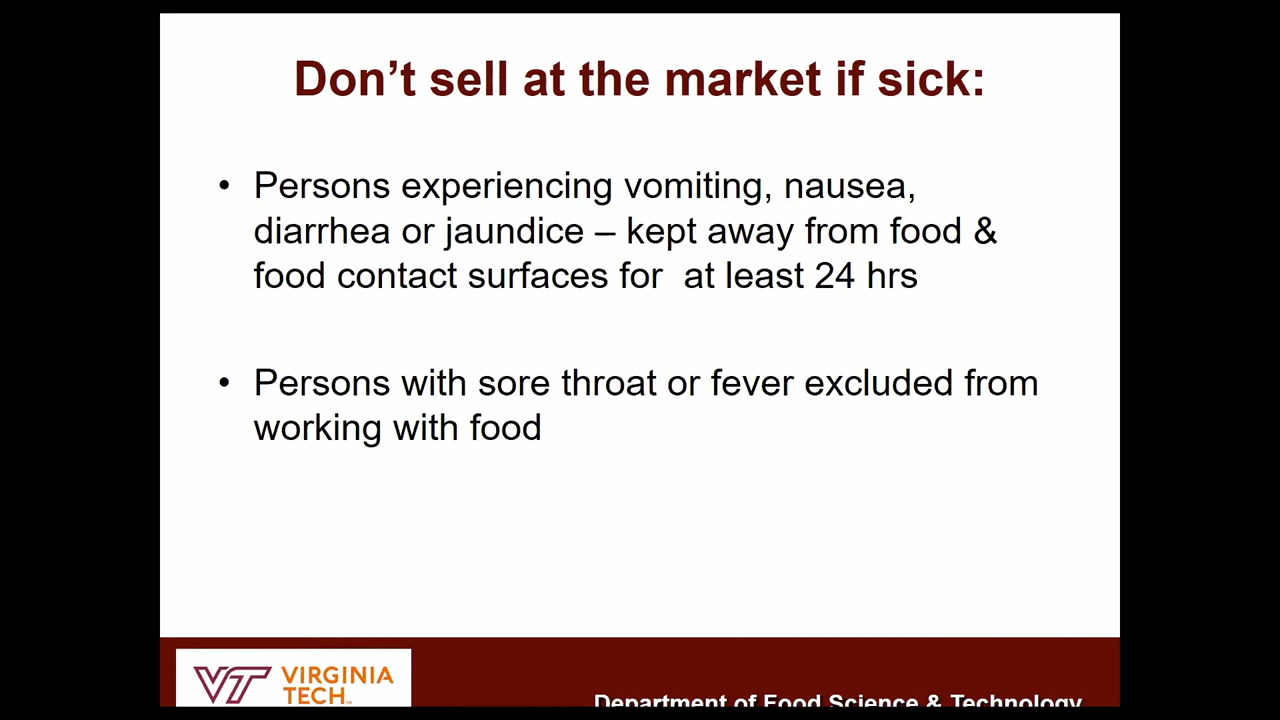 Don’t sell at the market if sick:
• Persons experiencing vomiting, nausea,
diarrhea or jaundice – kept away from food &
food contact surfaces for  at least 24 hrs
• Persons with sore throat or fever excluded from
working with food
VT VIRGINIA
TECH™
Department of Food Science & Technology